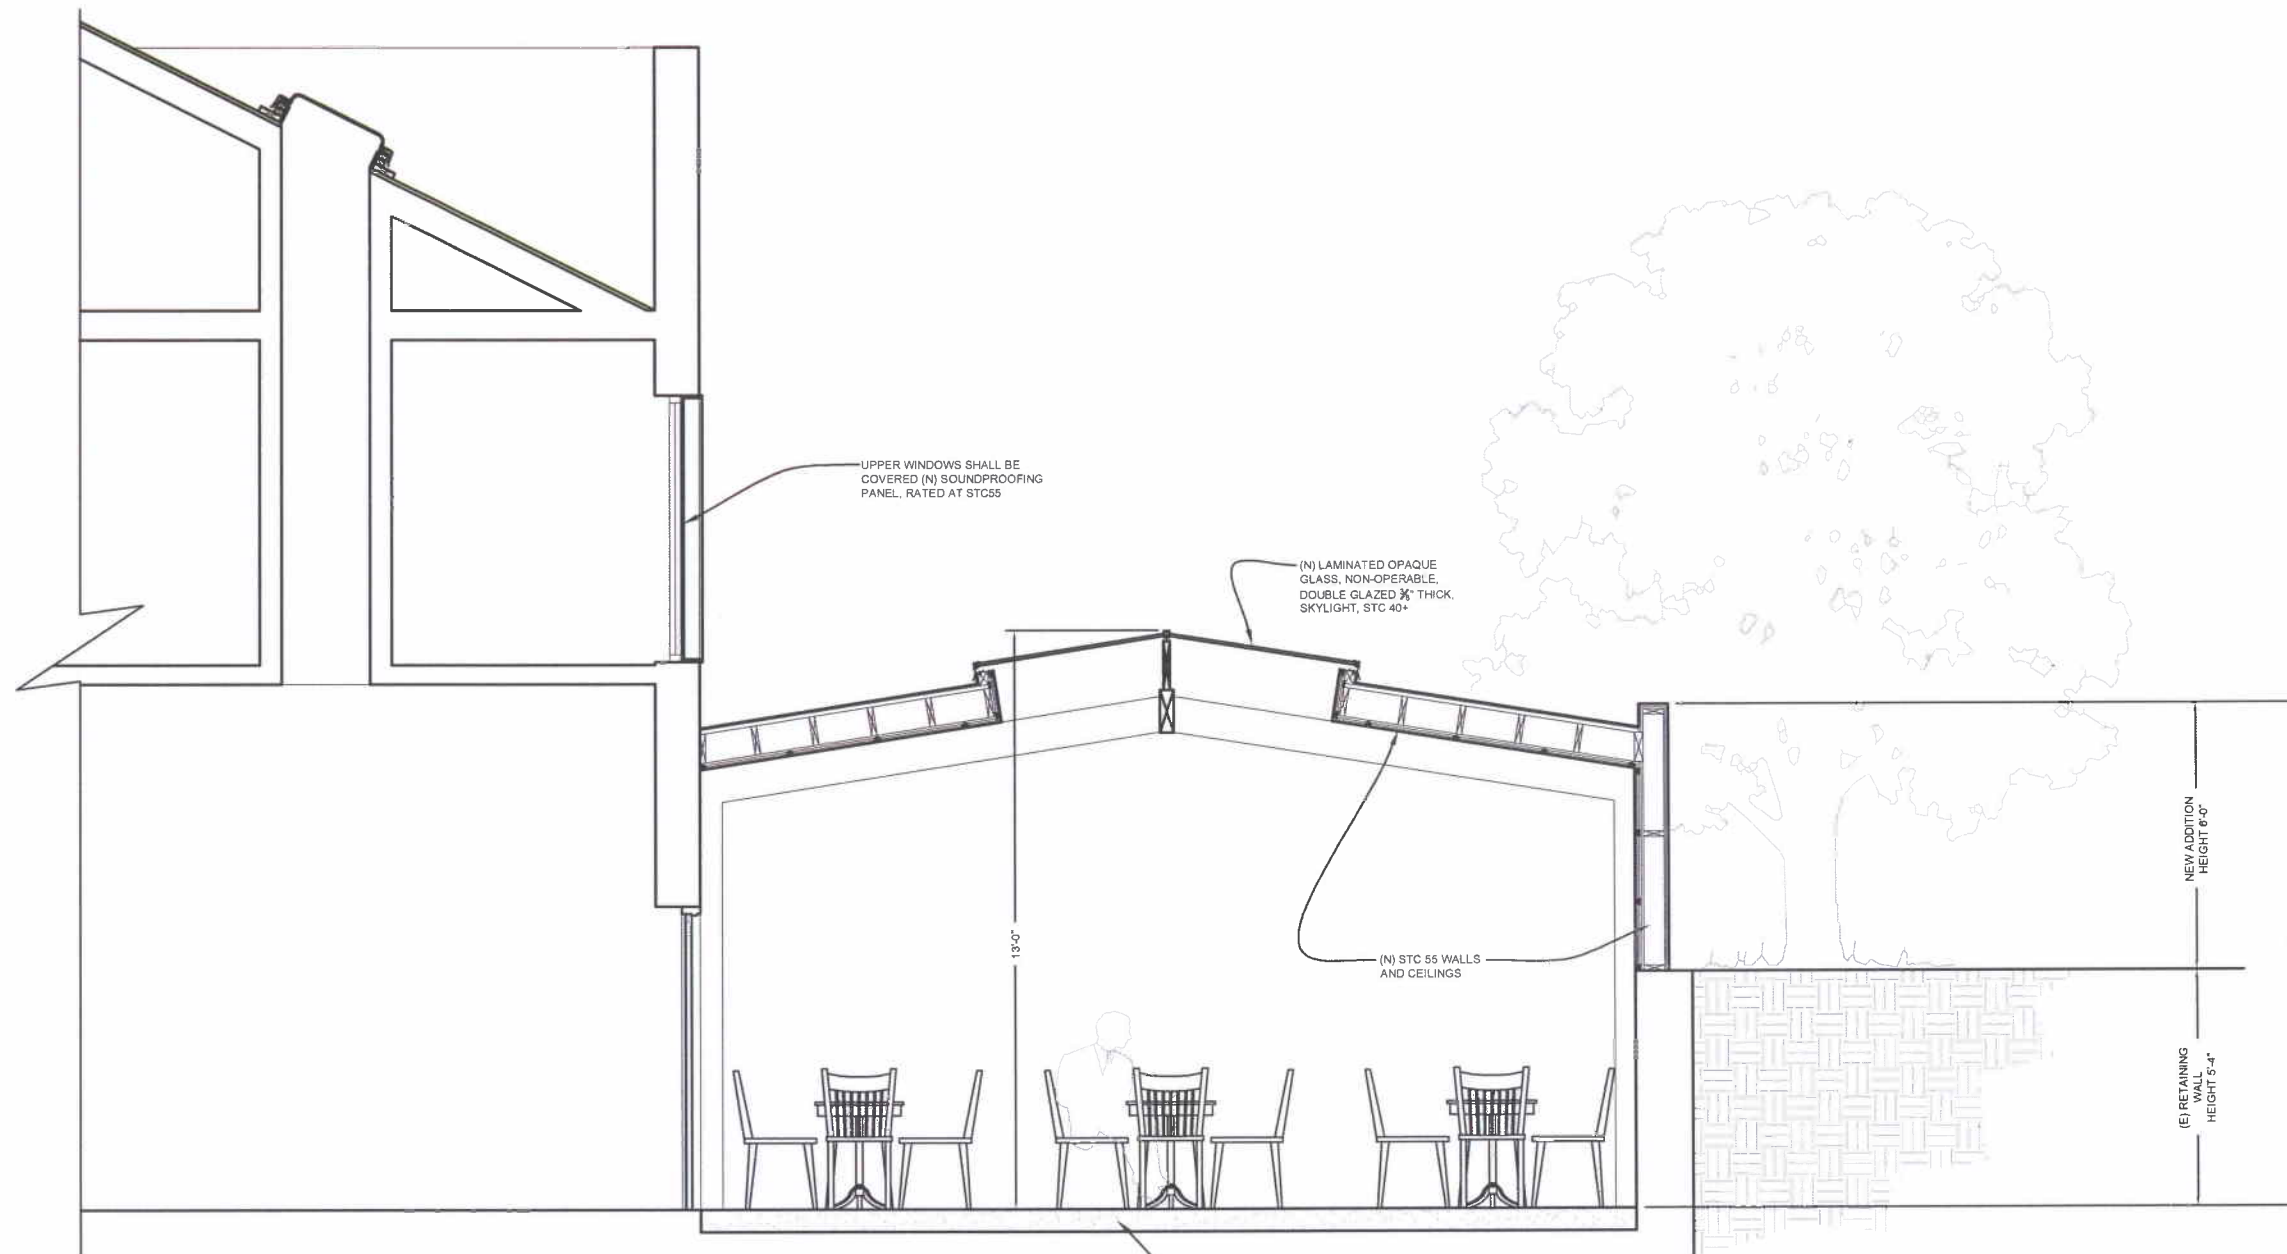 UPPER WINDOWS SHALL BE
COVERED (N) SOUNDPROOFING
PANEL, RATED AT STC55
(N) LAMINATED OPAQUE
GLASS, NON-OPERABLE,
DOUBLE GLAZED ⅜" THICK,
SKYLIGHT, STC 40+
13'-0"
(N) STC 55 WALLS
AND CEILINGS
NEW ADDITION
HEIGHT 6'-0"
(E) RETAINING
WALL
HEIGHT 5'-4"